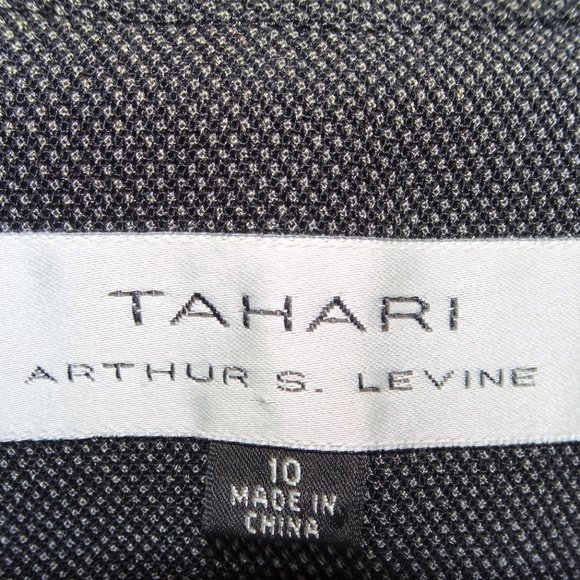 TAHARI
ARTHUR S. LEVINE
10
MADE IN
CHINA